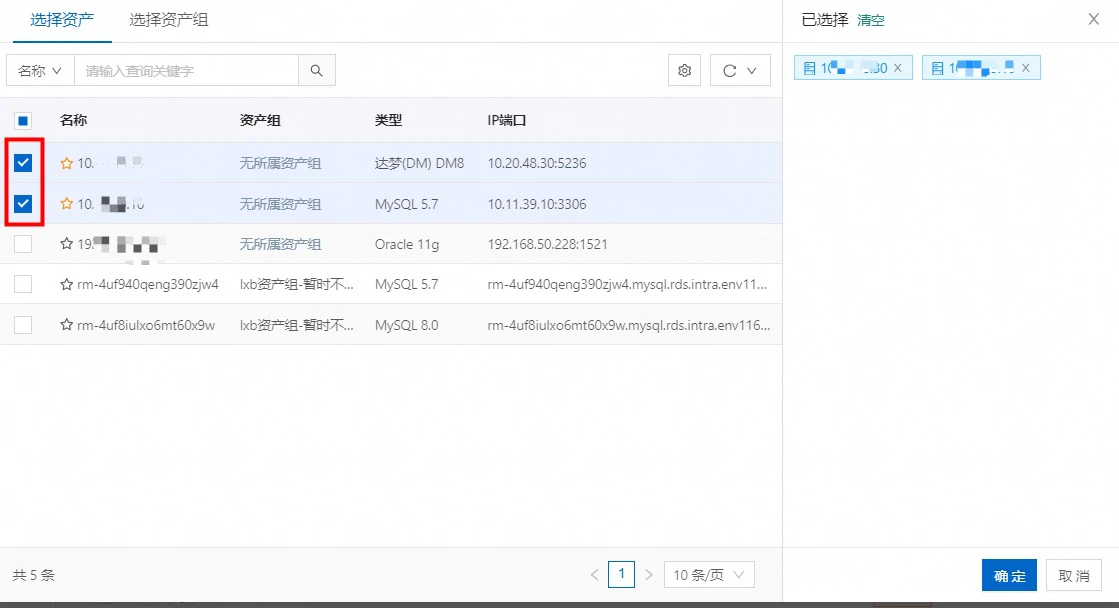 选择资产 选择资产组
已选择 清空
名称 请输入查询关键字
名称 资产组 类型 IP端口
10. 无所属资产组 达梦(DM) DM8 10.20.48.30:5236
10. .10 无所属资产组 MySQL 5.7 10.11.39.10:3306
19. 无所属资产组 Oracle 11g 192.168.50.228:1521
rm-4uf940qeng390zjw4 lxb资产组-暂时不... MySQL 5.7 rm-4uf940qeng390zjw4.mysql.rds.intra.env11...
rm-4uf8iulxo6mt60x9w lxb资产组-暂时不... MySQL 8.0 rm-4uf8iulxo6mt60x9w.mysql.rds.intra.env116...
共 5 条 1 10 条/页
确定 取消